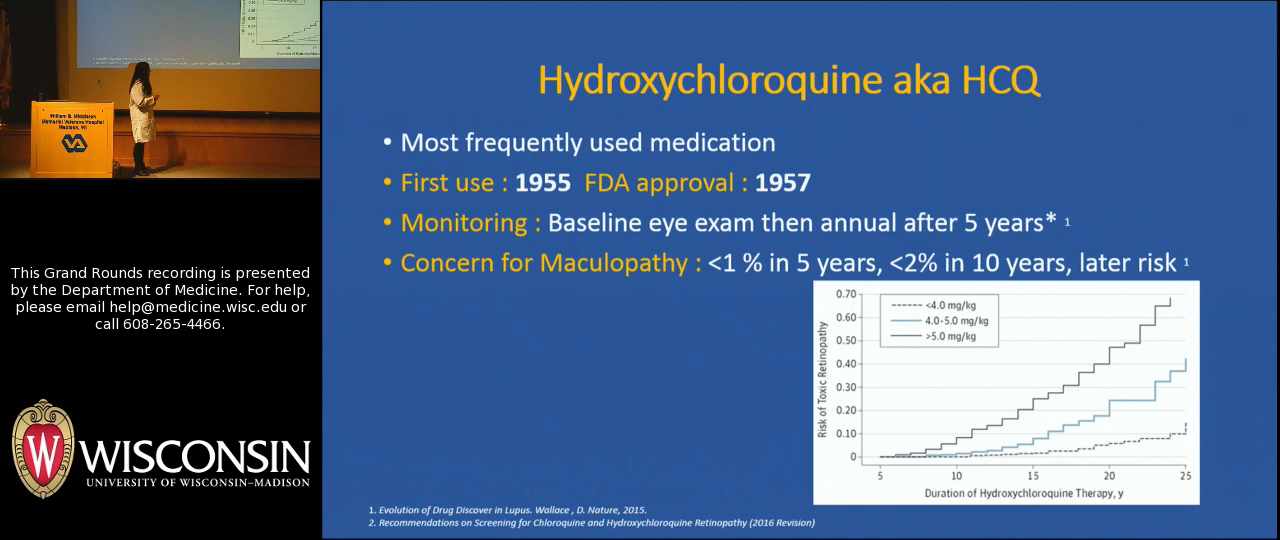 William S. Middleton
Memorial Veterans Hospital
Madison, WI
VA
This Grand Rounds recording is presented
by the Department of Medicine. For help,
please email help@medicine.wisc.edu or
call 608-265-4466.
W
WISCONSIN
UNIVERSITY OF WISCONSIN–MADISON
Hydroxychloroquine aka HCQ
• Most frequently used medication
• First use : 1955 FDA approval : 1957
• Monitoring : Baseline eye exam then annual after 5 years* 1
• Concern for Maculopathy : <1 % in 5 years, <2% in 10 years, later risk 1
Risk of Toxic Retinopathy
0.70
0.60
0.50
0.40
0.30
0.20
0.10
0
<4.0 mg/kg
4.0-5.0 mg/kg
>5.0 mg/kg
5 10 15 20 25
Duration of Hydroxychloroquine Therapy, y
1. Evolution of Drug Discover in Lupus. Wallace , D. Nature, 2015.
2. Recommendations on Screening for Chloroquine and Hydroxychloroquine Retinopathy (2016 Revision)